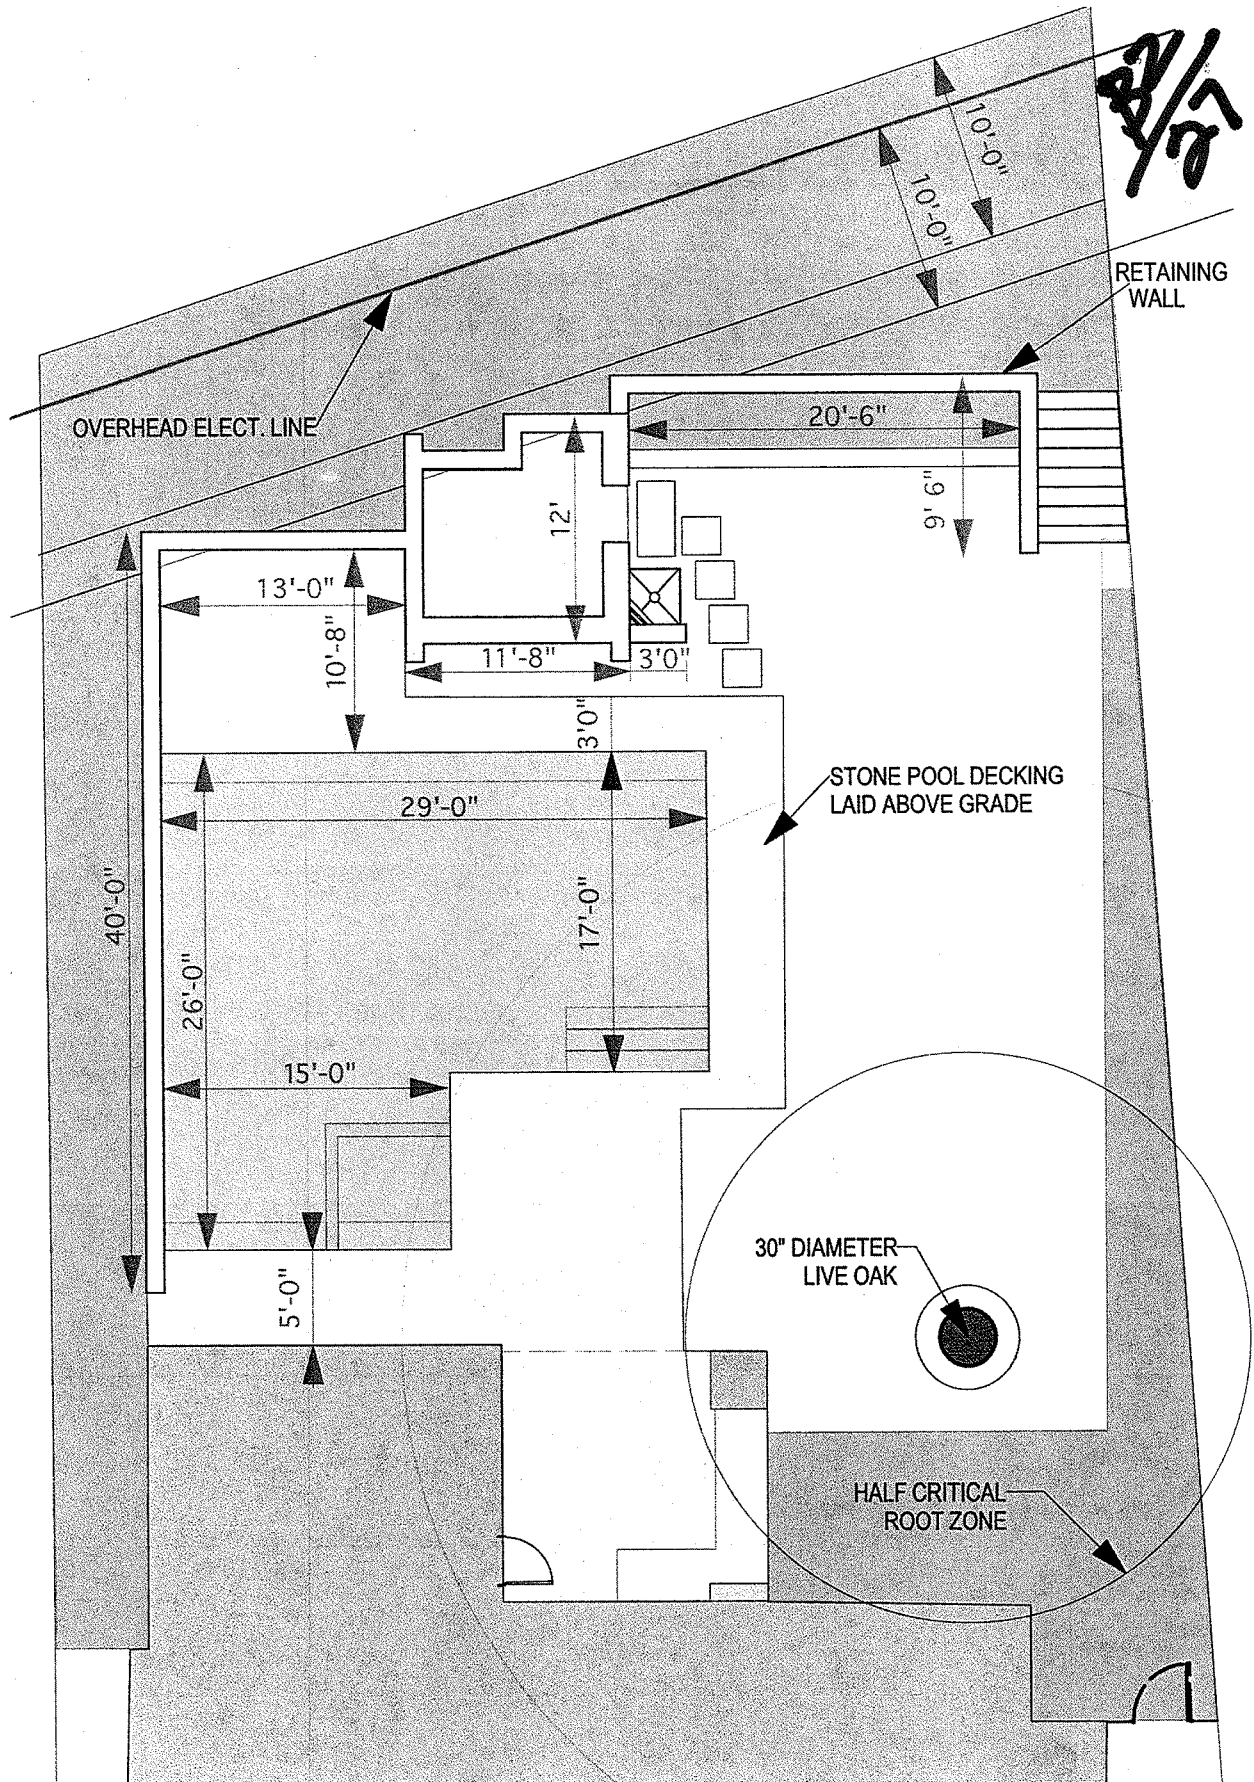 B2/27
10'-0"
10'-0"
RETAINING
WALL
OVERHEAD ELECT. LINE
20'-6"
9' 6"
12'
13'-0"
10'-8"
11'-8"
3'0"
3'0"
STONE POOL DECKING
LAID ABOVE GRADE
29'-0"
40'-0"
17'-0"
26'-0"
15'-0"
30" DIAMETER
LIVE OAK
5'-0"
HALF CRITICAL
ROOT ZONE